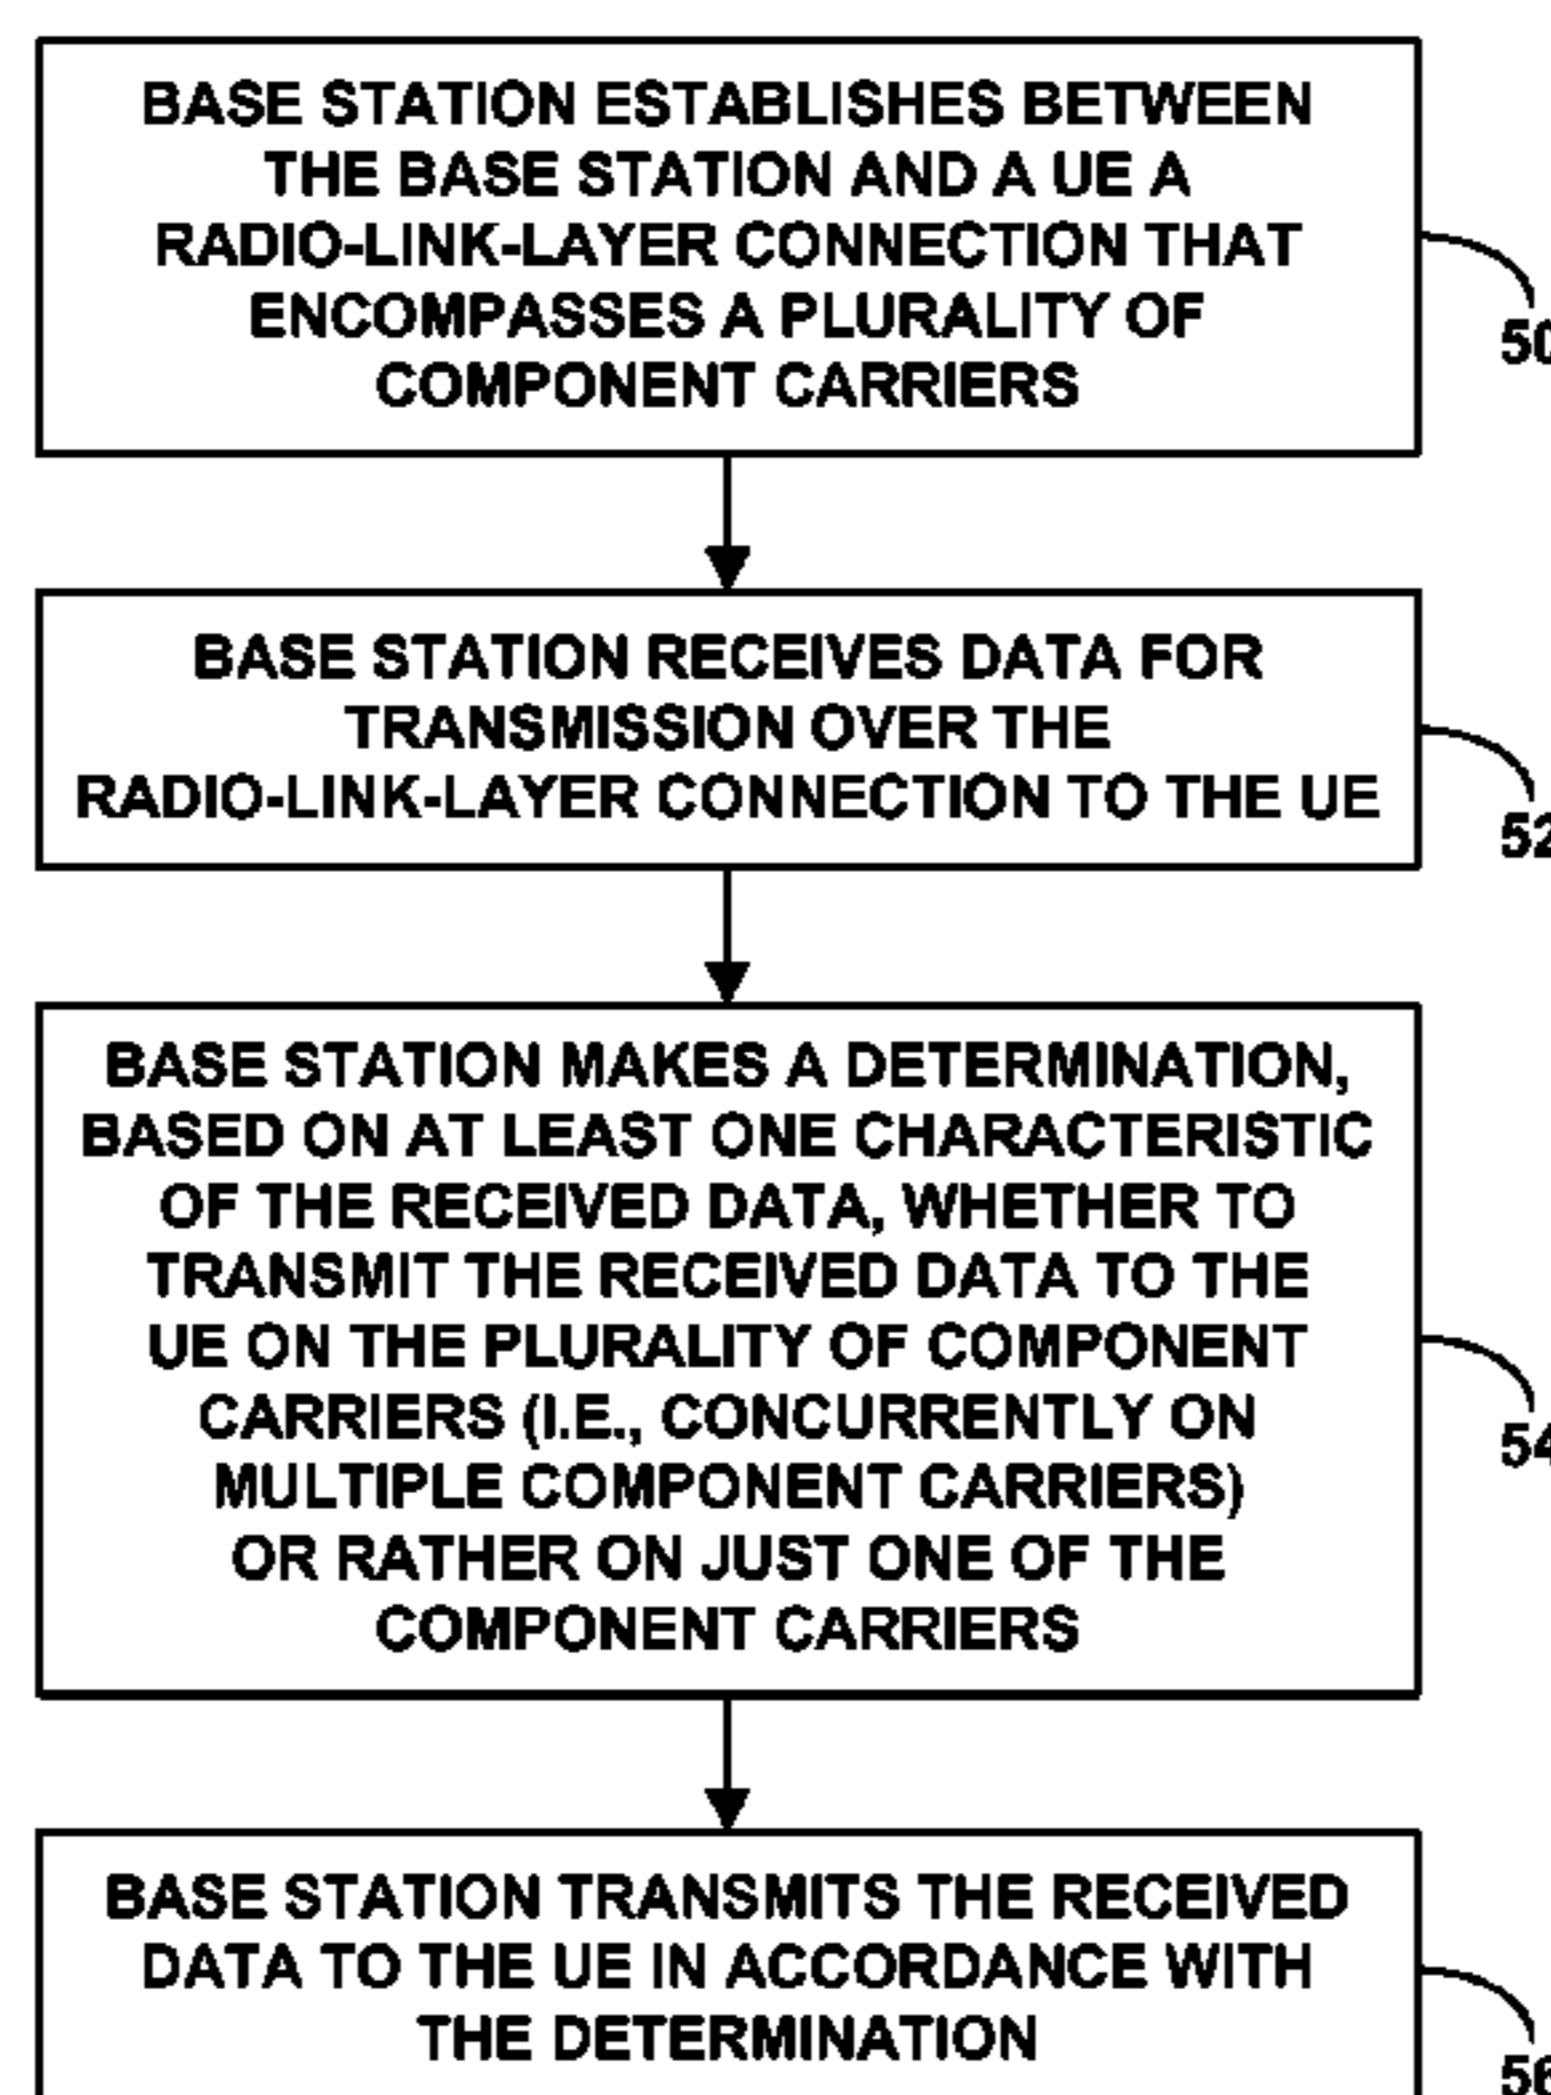 BASE STATION ESTABLISHES BETWEEN
THE BASE STATION AND A UE A
RADIO-LINK-LAYER CONNECTION THAT
ENCOMPASSES A PLURALITY OF
COMPONENT CARRIERS
50
BASE STATION RECEIVES DATA FOR
TRANSMISSION OVER THE
RADIO-LINK-LAYER CONNECTION TO THE UE
52
BASE STATION MAKES A DETERMINATION,
BASED ON AT LEAST ONE CHARACTERISTIC
OF THE RECEIVED DATA, WHETHER TO
TRANSMIT THE RECEIVED DATA TO THE
UE ON THE PLURALITY OF COMPONENT
CARRIERS (I.E., CONCURRENTLY ON
MULTIPLE COMPONENT CARRIERS)
OR RATHER ON JUST ONE OF THE
COMPONENT CARRIERS
54
BASE STATION TRANSMITS THE RECEIVED
DATA TO THE UE IN ACCORDANCE WITH
THE DETERMINATION
56